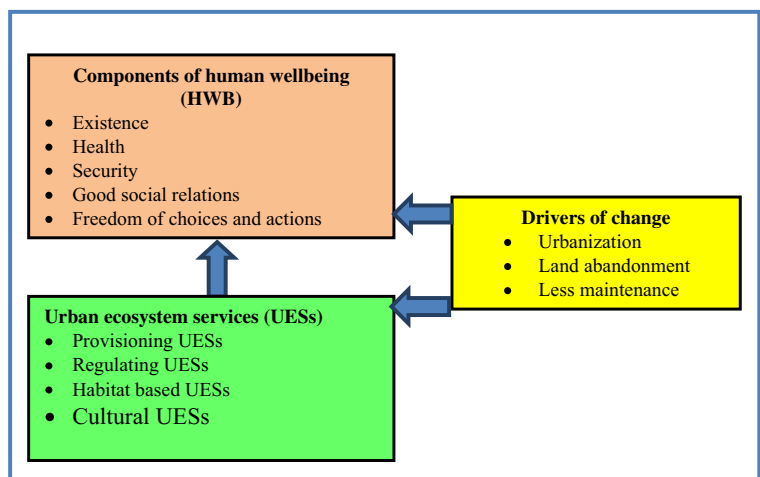 Components of human wellbeing
(HWB)
• Existence
• Health
• Security
• Good social relations
• Freedom of choices and actions
Drivers of change
• Urbanization
• Land abandonment
• Less maintenance
Urban ecosystem services (UESs)
• Provisioning UESs
• Regulating UESs
• Habitat based UESs
• Cultural UESs